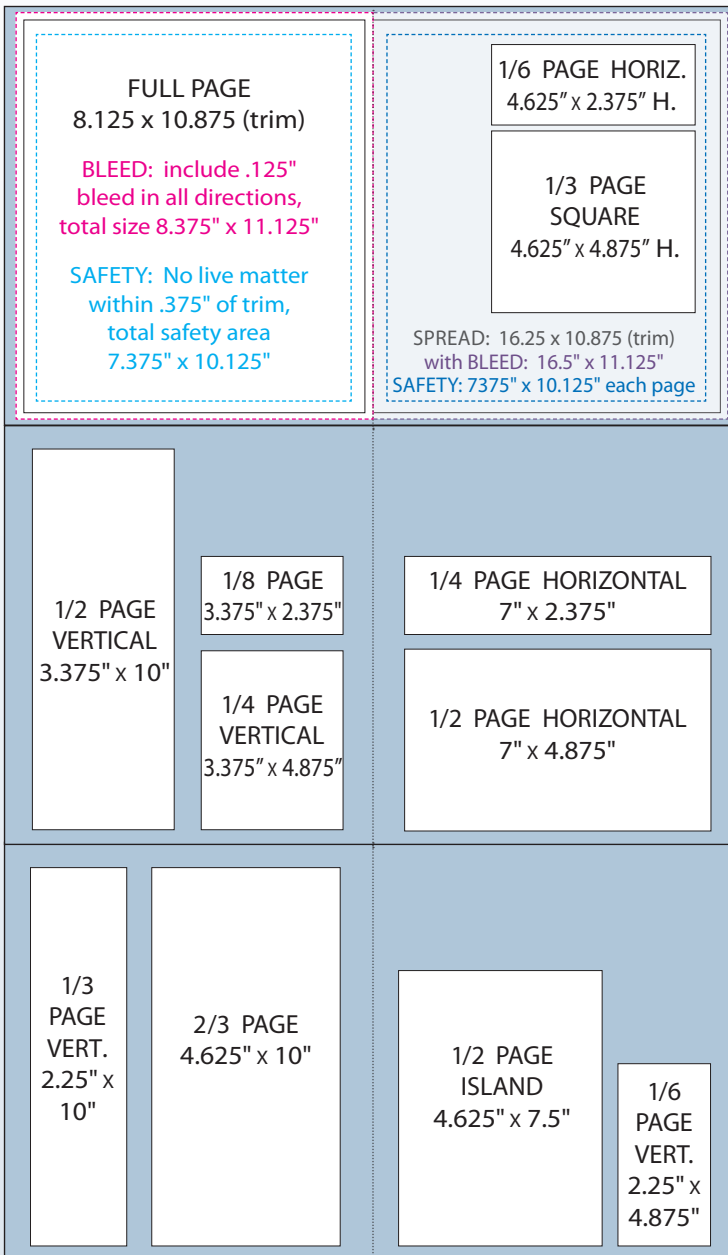 FULL PAGE
8.125 x 10.875 (trim)
BLEED: include .125"
bleed in all directions,
total size 8.375" x 11.125"
SAFETY: No live matter
within .375" of trim,
total safety area
7.375" x 10.125"
1/6 PAGE HORIZ.
4.625″ x 2.375″ H.
1/3 PAGE
SQUARE
4.625″ x 4.875″ H.
SPREAD: 16.25 x 10.875 (trim)
with BLEED: 16.5" x 11.125"
SAFETY: 7375" x 10.125" each page
1/2 PAGE
VERTICAL
3.375" x 10"
1/8 PAGE
3.375" x 2.375"
1/4 PAGE
VERTICAL
3.375″ x 4.875″
1/4 PAGE HORIZONTAL
7" x 2.375"
1/2 PAGE HORIZONTAL
7" x 4.875"
1/3
PAGE
VERT.
2.25" x
10"
2/3 PAGE
4.625" x 10"
1/2 PAGE
ISLAND
4.625" x 7.5"
1/6
PAGE
VERT.
2.25" x
4.875"